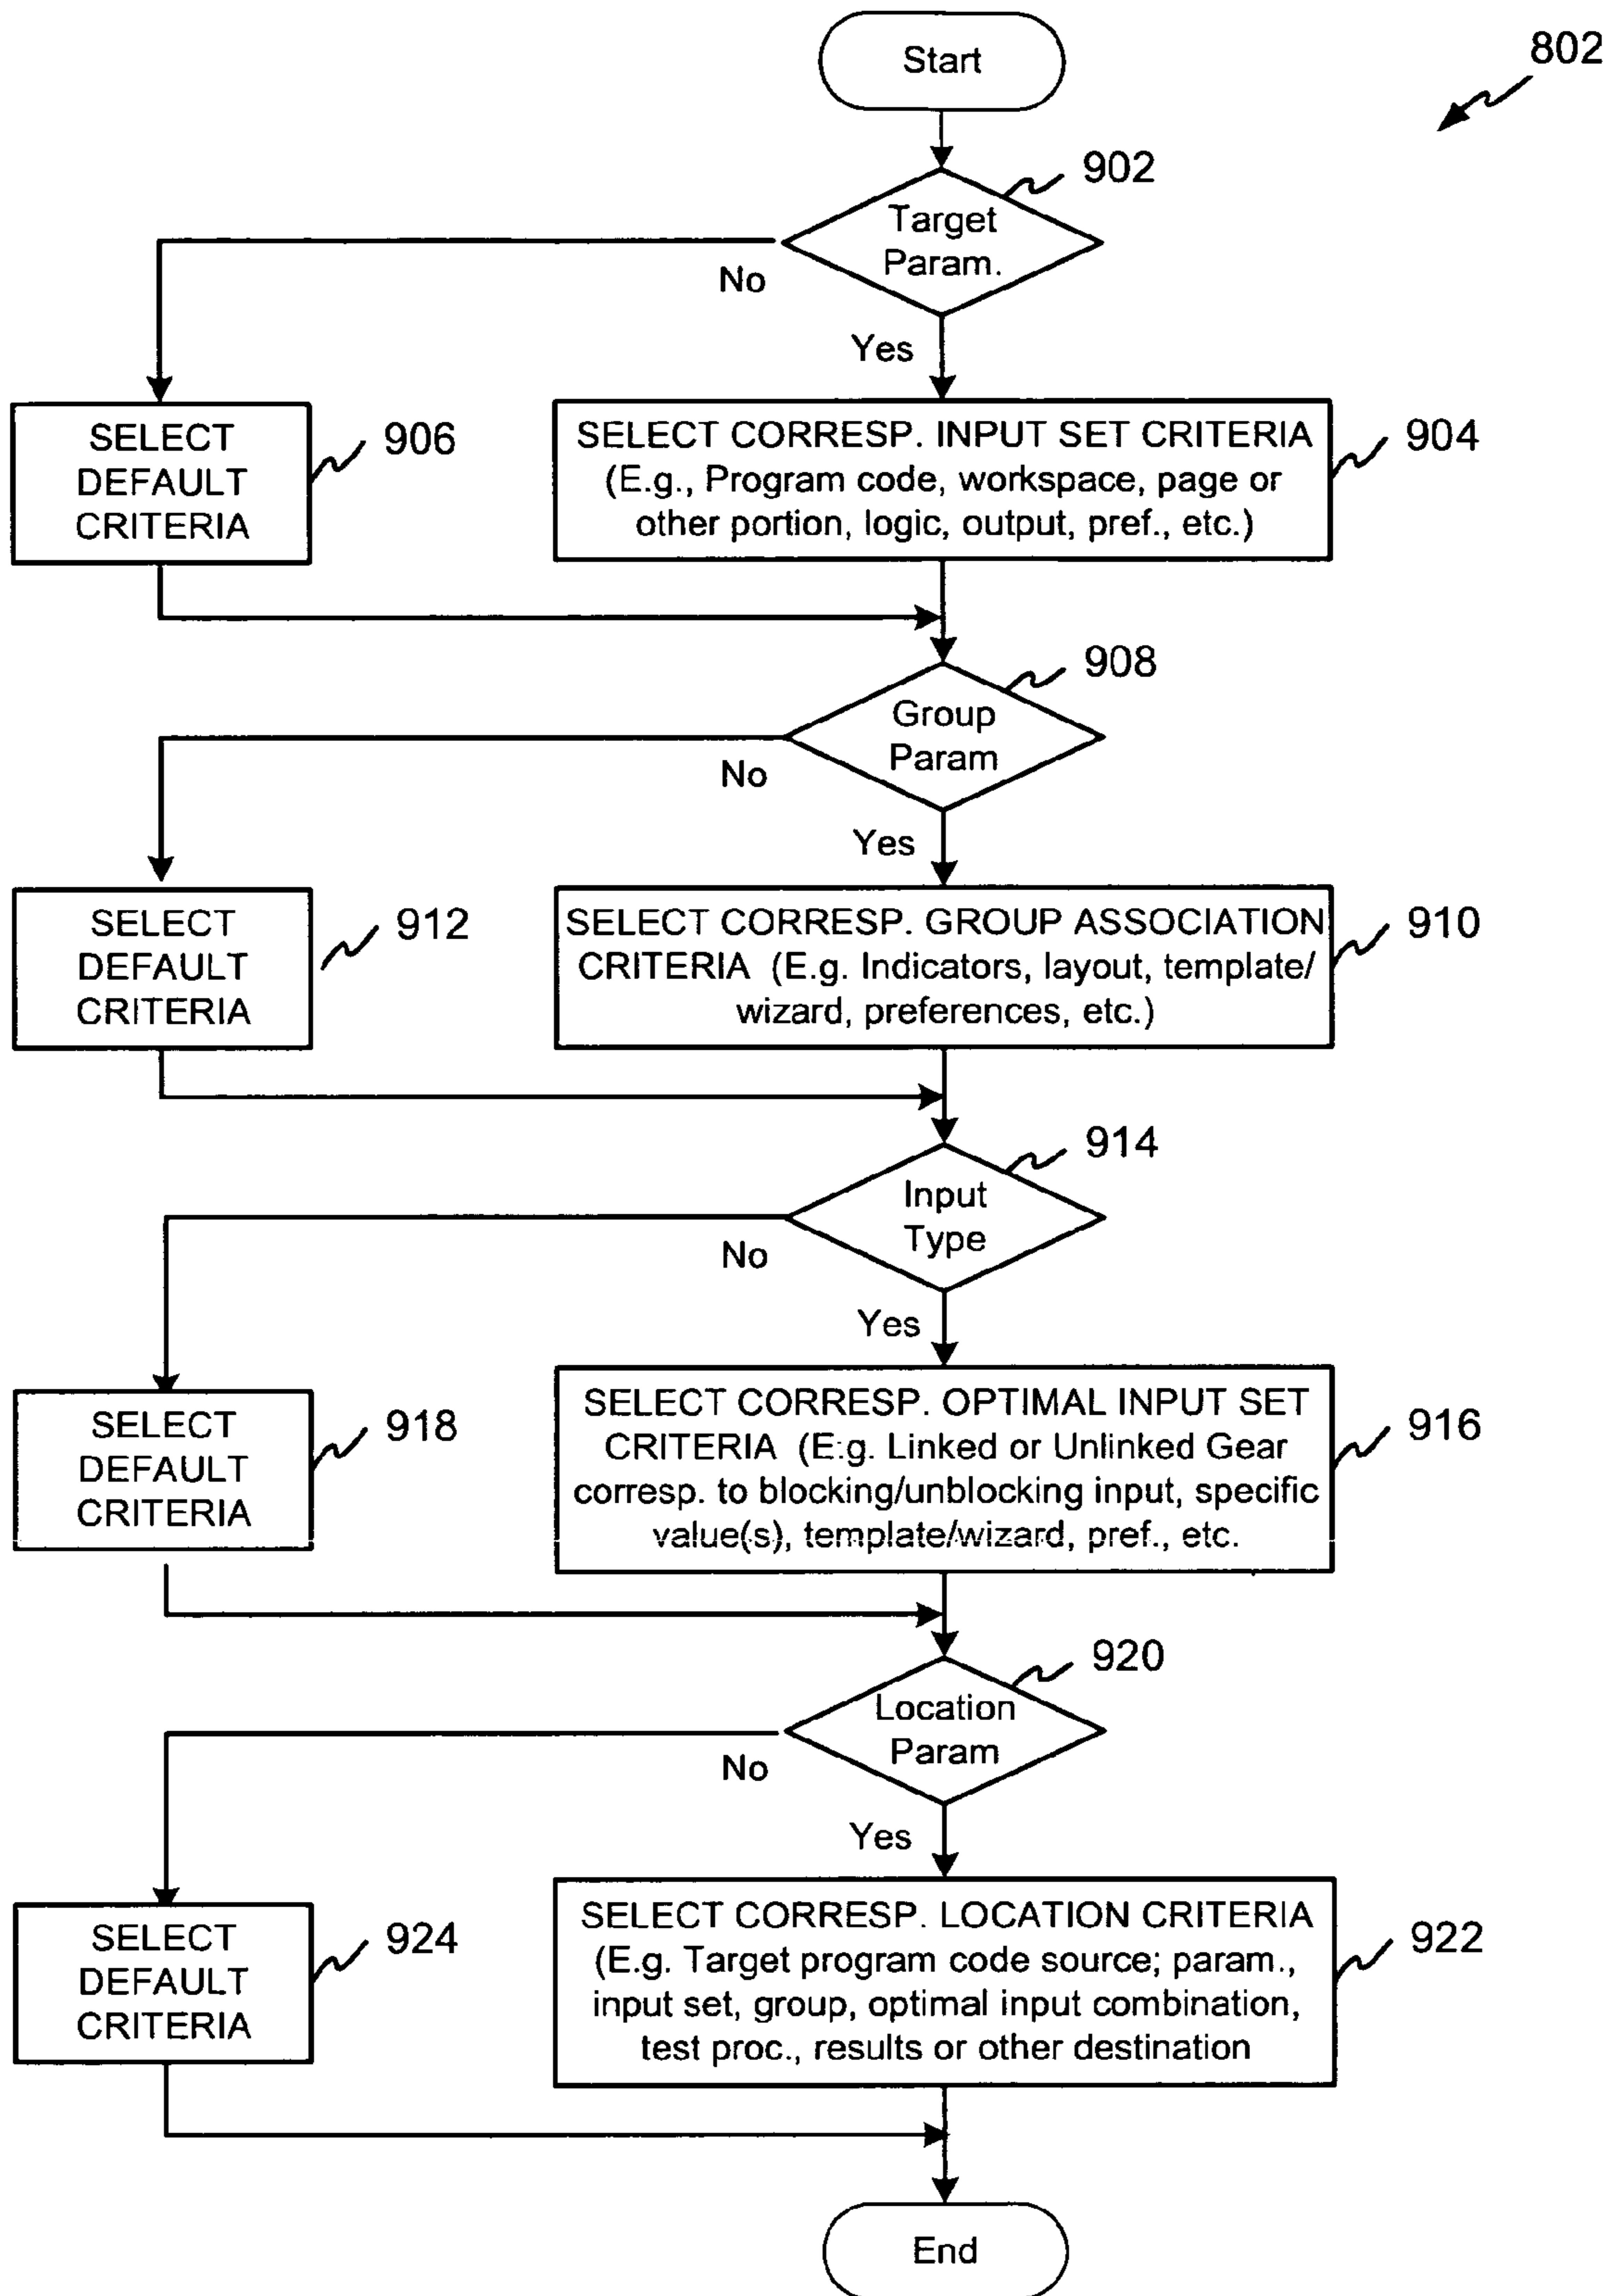 Start
802
902
Target
Param.
No
Yes
SELECT
DEFAULT
CRITERIA
906
SELECT CORRESP. INPUT SET CRITERIA
(E.g., Program code, workspace, page or
other portion, logic, output, pref., etc.)
904
908
Group
Param
No
Yes
SELECT
DEFAULT
CRITERIA
912
SELECT CORRESP. GROUP ASSOCIATION
CRITERIA (E.g. Indicators, layout, template/
wizard, preferences, etc.)
910
914
Input
Type
No
Yes
SELECT
DEFAULT
CRITERIA
918
SELECT CORRESP. OPTIMAL INPUT SET
CRITERIA (E.g. Linked or Unlinked Gear
corresp. to blocking/unblocking input, specific
value(s), template/wizard, pref., etc.
916
920
Location
Param
No
Yes
SELECT
DEFAULT
CRITERIA
924
SELECT CORRESP. LOCATION CRITERIA
(E.g. Target program code source; param.,
input set, group, optimal input combination,
test proc., results or other destination
922
End